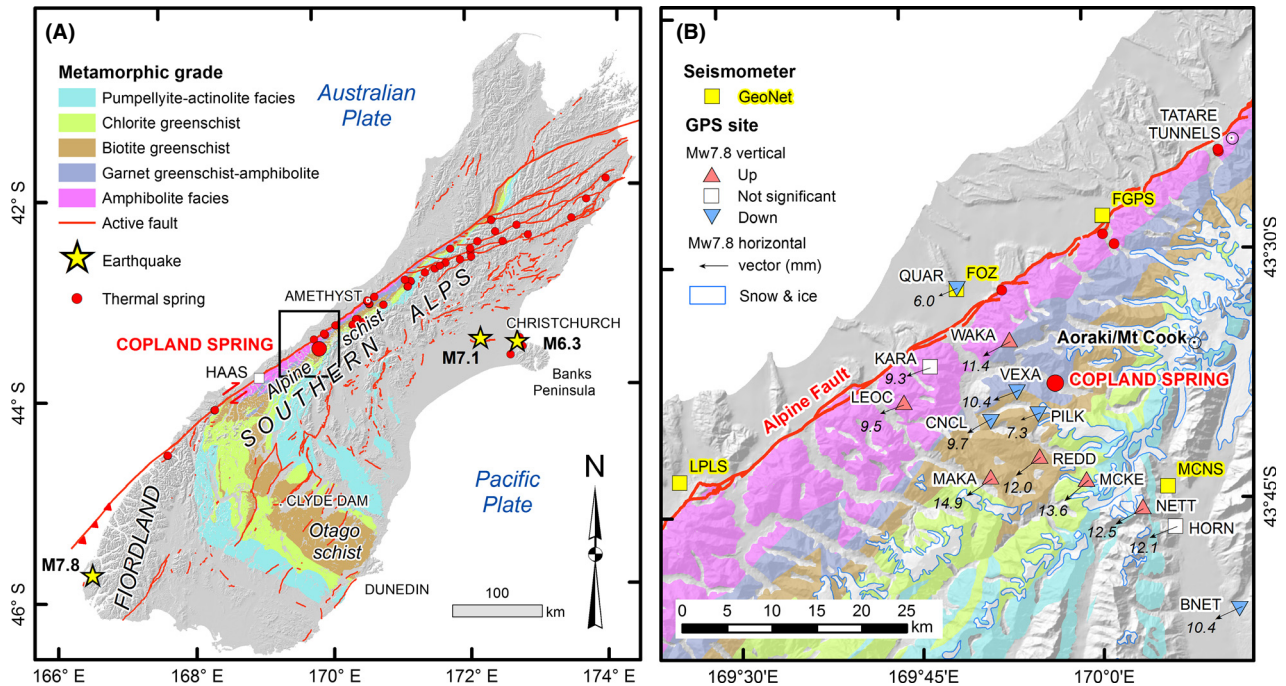 (A)
Metamorphic grade
Pumpellyite-actinolite facies
Chlorite greenschist
Biotite greenschist
Garnet greenschist-amphibolite
Amphibolite facies
Active fault
Earthquake
Thermal spring
Australian
Plate
AMETHYST
COPLAND SPRING
HAAS
Alpine schist
SOUTHERN ALPS
CHRISTCHURCH
M7.1
M6.3
Banks
Peninsula
Pacific
Plate
CLYDE DAM
Otago
schist
DUNEDIN
FIORDLAND
M7.8
N
100
km
42° S
44° S
46° S
166° E
168° E
170° E
172° E
174° E
(B)
Seismometer
GeoNet
GPS site
Mw7.8 vertical
Up
Not significant
Down
Mw7.8 horizontal
vector (mm)
Snow & ice
TATARE
TUNNELS
FGPS
QUAR
FOZ
6.0
WAKA
11.4
Aoraki/Mt Cook
KARA
9.3
VEXA
COPLAND SPRING
10.4
LEOC
9.5
Alpine Fault
CNCL
PILK
9.7
7.3
LPLS
REDD
MAKA
12.0
MCKE
MCNS
14.9
13.6
NETT
12.5
HORN
12.1
BNET
10.4
0 5 10 15 20 25
km
43°30' S
43°45' S
169°30' E
169°45' E
170°0' E